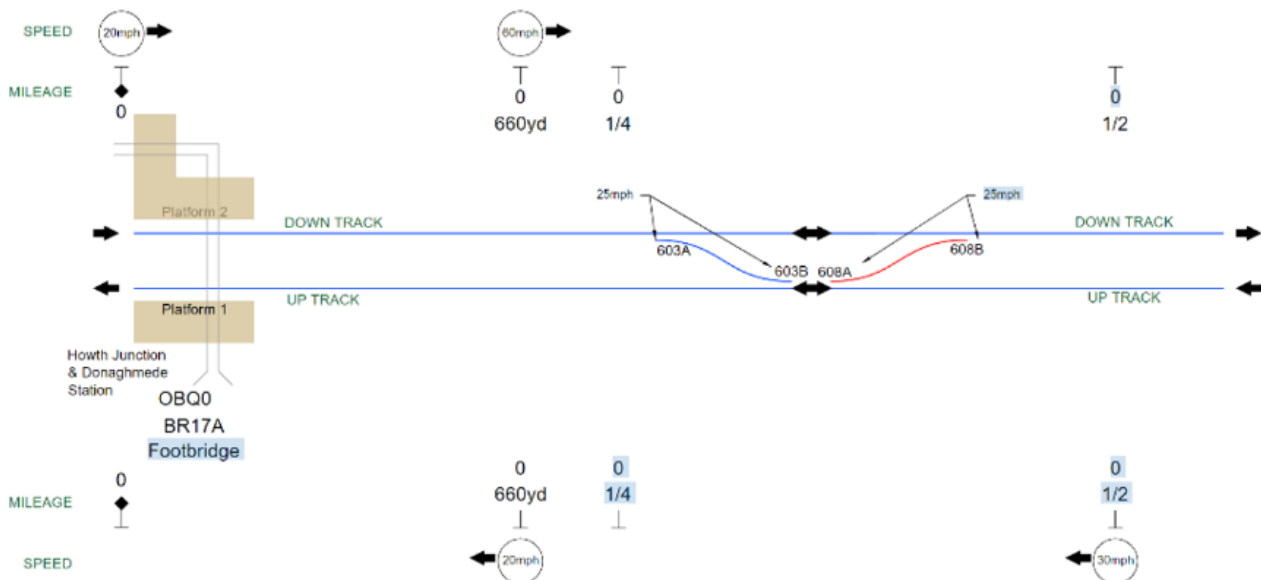 SPEED
20mph
60mph
MILEAGE
0
0
0
0
660yd
1/4
1/2
25mph
25mph
Platform 2
DOWN TRACK
DOWN TRACK
603A
608B
603B
608A
UP TRACK
UP TRACK
Platform 1
Howth Junction
& Donaghmede
Station
OBQ0
BR17A
Footbridge
0
0
0
0
MILEAGE
660yd
1/4
1/2
SPEED
20mph
30mph